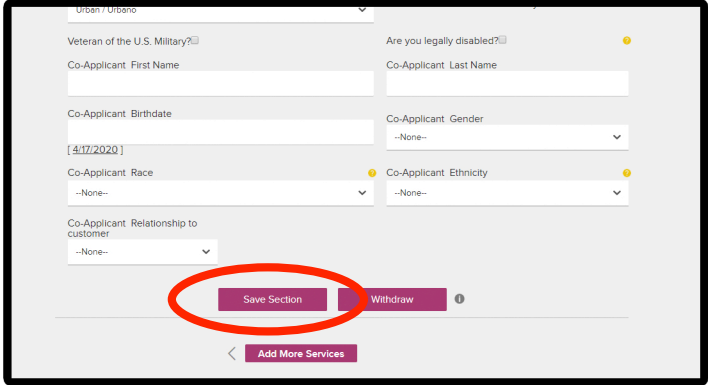 Urban / Urbano
Veteran of the U.S. Military?
Are you legally disabled?
Co-Applicant First Name
Co-Applicant Last Name
Co-Applicant Birthdate
[ 4/17/2020 ]
Co-Applicant Gender
--None--
Co-Applicant Race
--None--
Co-Applicant Ethnicity
--None--
Co-Applicant Relationship to
customer
--None--
Save Section
Withdraw
Add More Services